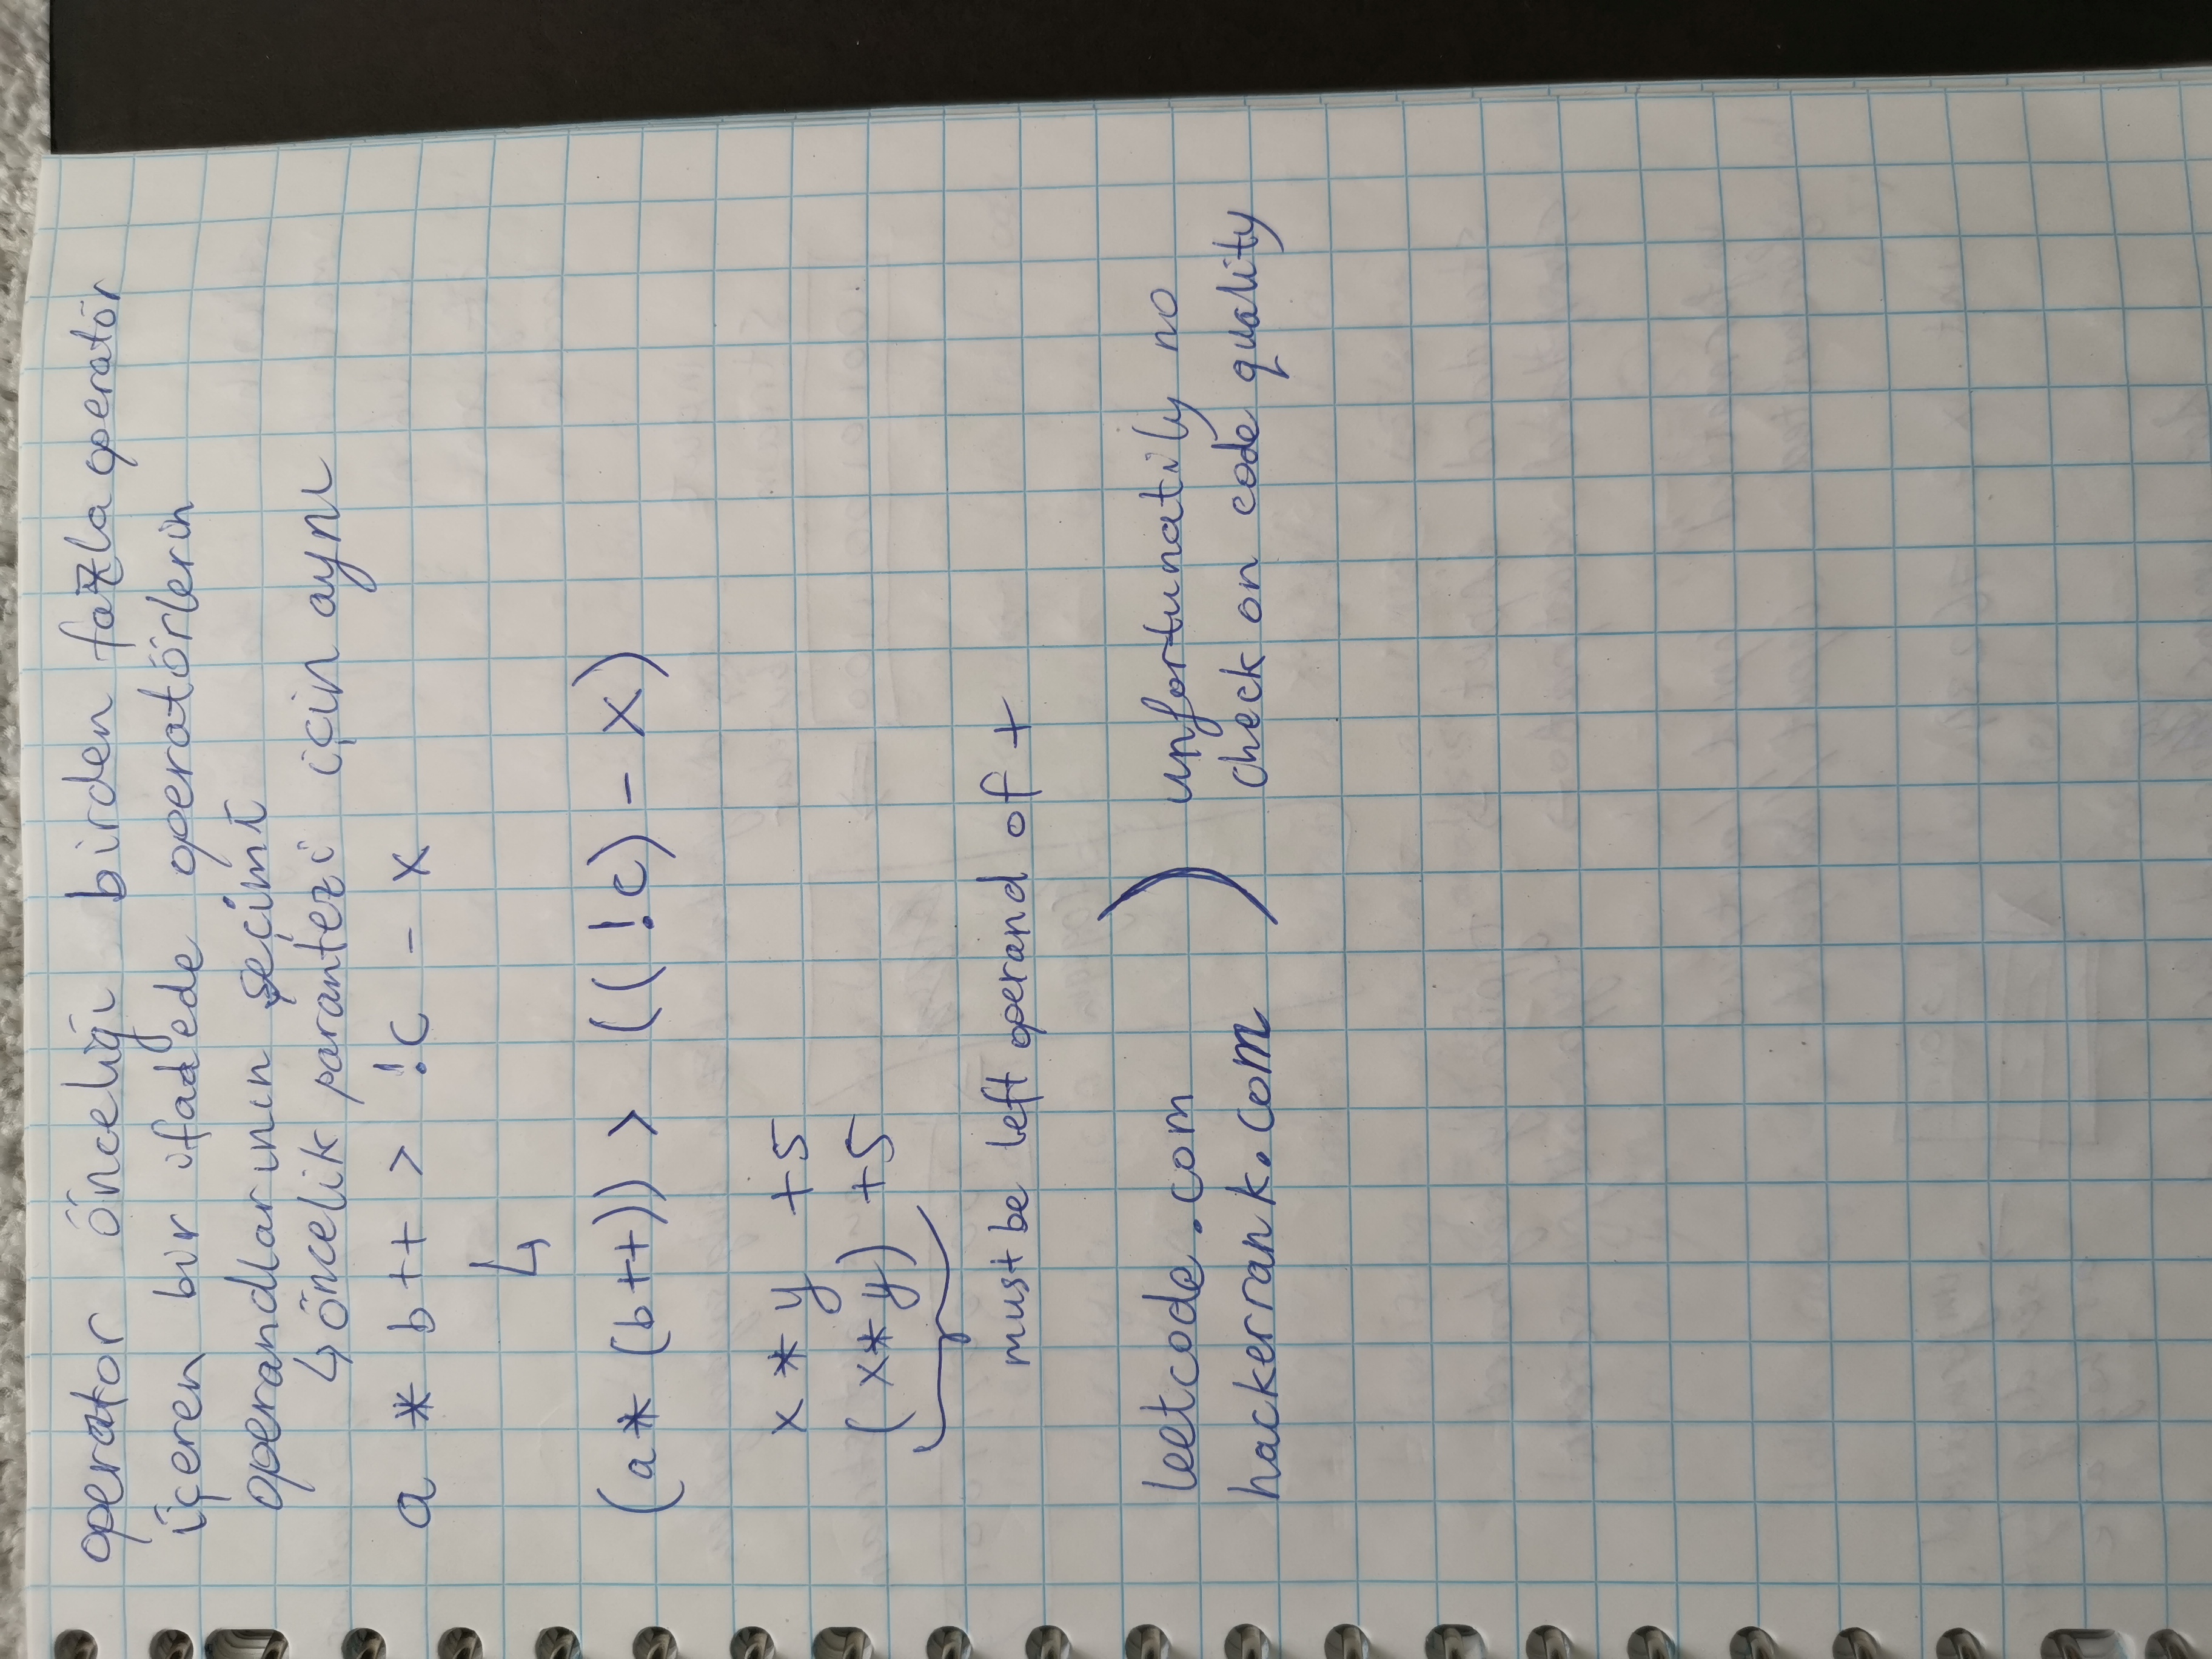 operator önceliği birden fazla operatör
içeren bir ifadede operatörlerin
operandlarının seçimi
↳ öncelik parantezi için aynı
a * b++ > !c - x
↳
(a * (b++)) > ((!c) - x)
x * y +5
(x*y) +5
must be left operand of +
leetcode.com ) unfortunatily no
hackerrank.com check on code quality